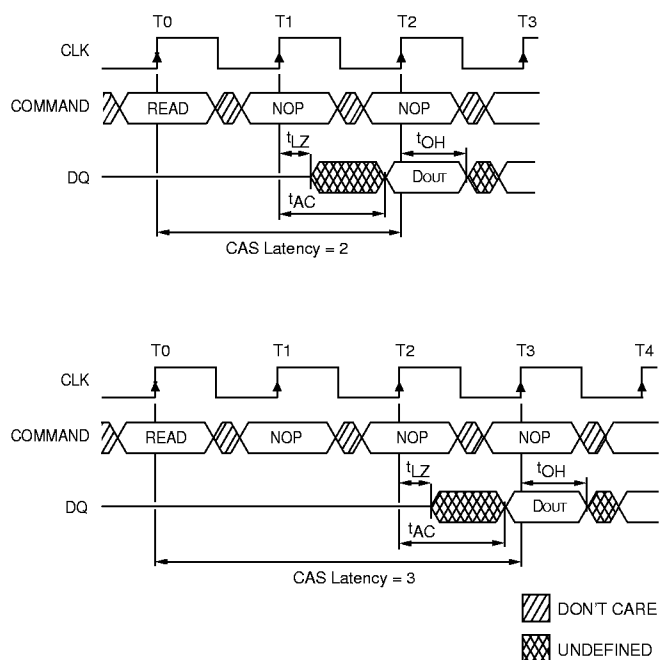 T0 T1 T2 T3
CLK
COMMAND READ NOP NOP
tLZ tOH
DQ DOUT
tAC
CAS Latency = 2
T0 T1 T2 T3 T4
CLK
COMMAND READ NOP NOP NOP
tLZ tOH
DQ DOUT
tAC
CAS Latency = 3
DON'T CARE
UNDEFINED